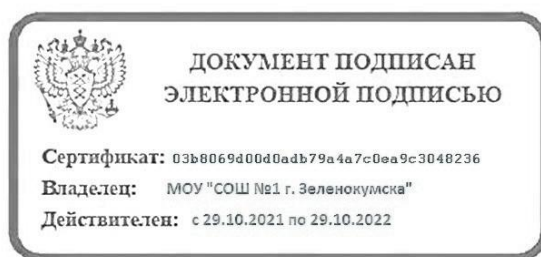 ДОКУМЕНТ ПОДПИСАН
ЭЛЕКТРОННОЙ ПОДПИСЬЮ
Сертификат: 03b8069d00d0adb79a4a7c0ea9c3048236
Владелец: МОУ "СОШ №1 г. Зеленокумска"
Действителен: с 29.10.2021 по 29.10.2022